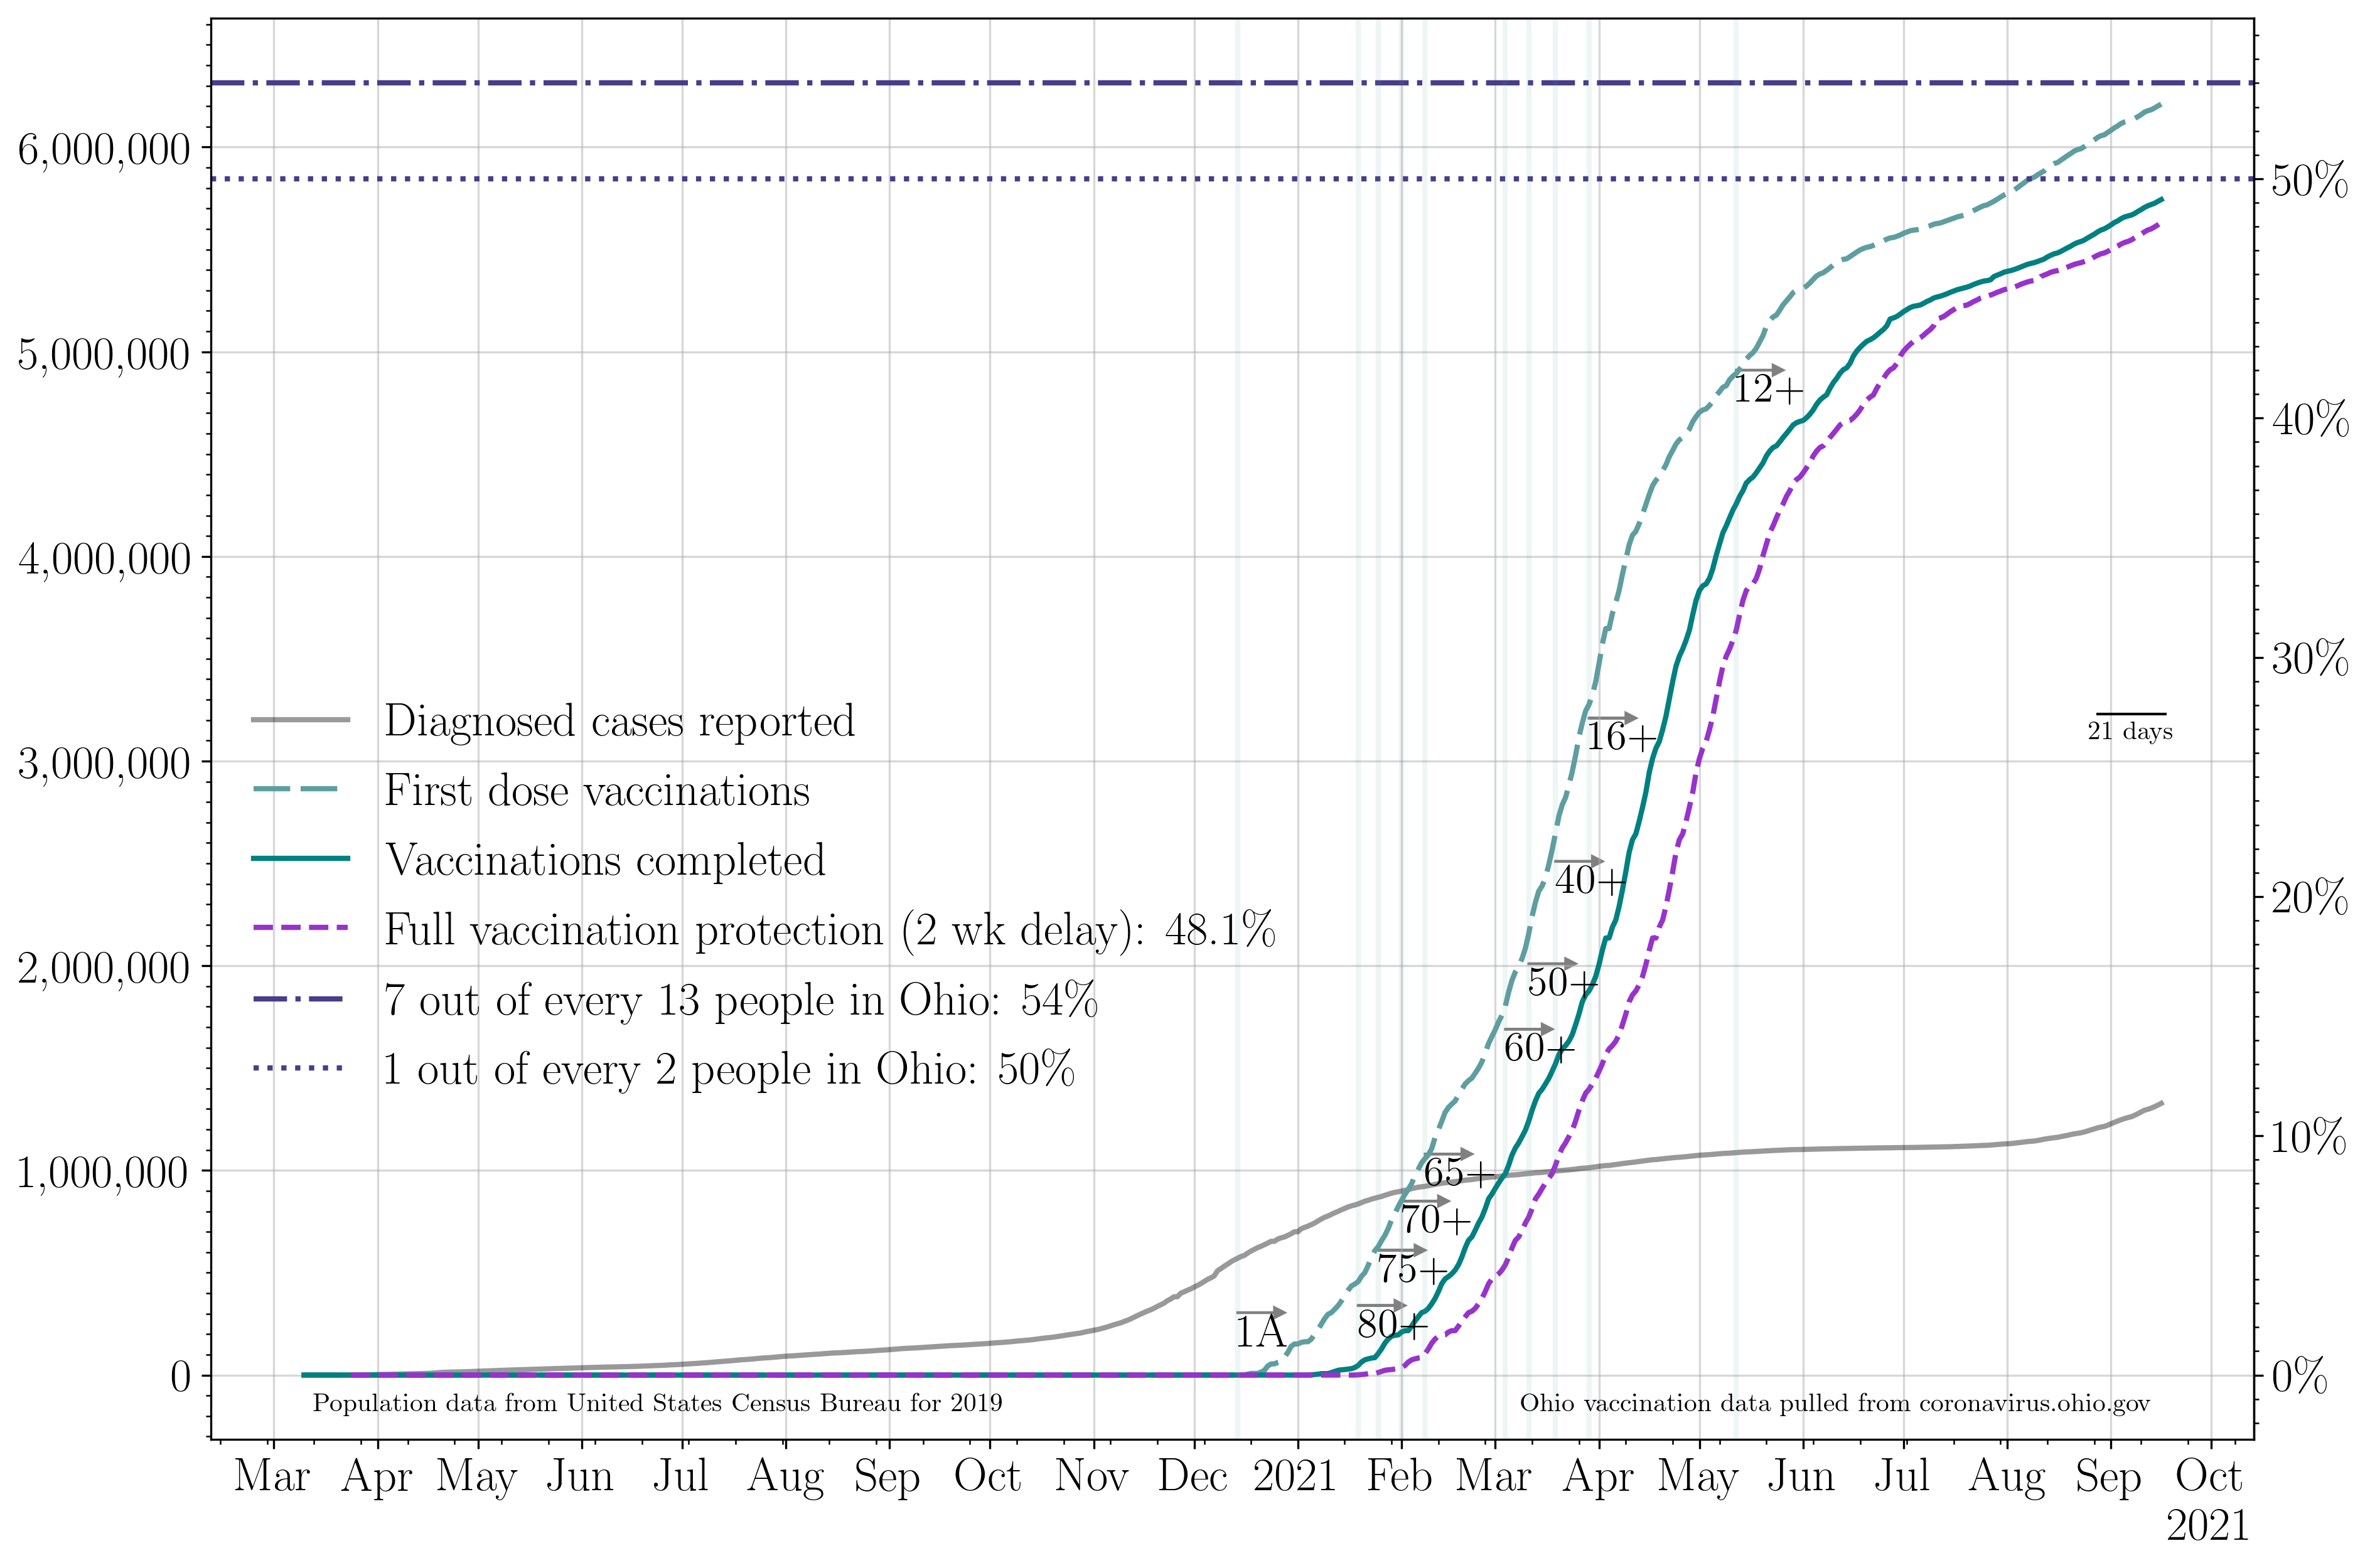 6,000,000
5,000,000
4,000,000
3,000,000
2,000,000
1,000,000
0
50%
40%
30%
20%
10%
0%
12+
16+
21 days
40+
50+
60+
65+
70+
75+
80+
1A
Diagnosed cases reported
First dose vaccinations
Vaccinations completed
Full vaccination protection (2 wk delay): 48.1%
7 out of every 13 people in Ohio: 54%
1 out of every 2 people in Ohio: 50%
Population data from United States Census Bureau for 2019
Ohio vaccination data pulled from coronavirus.ohio.gov
Mar Apr May Jun Jul Aug Sep Oct Nov Dec 2021 Feb Mar Apr May Jun Jul Aug Sep Oct
2021